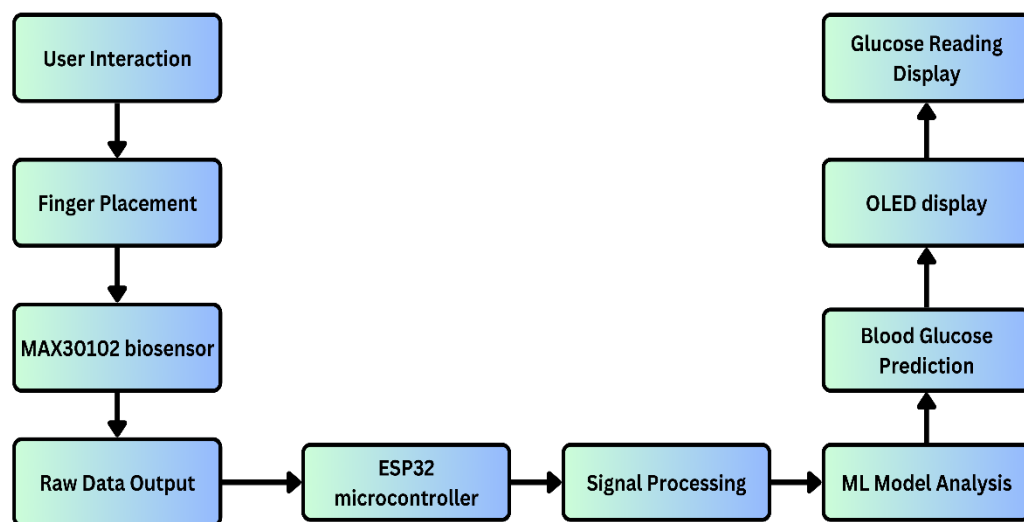 User Interaction
Finger Placement
MAX30102 biosensor
Raw Data Output
ESP32
microcontroller
Signal Processing
ML Model Analysis
Blood Glucose
Prediction
OLED display
Glucose Reading
Display